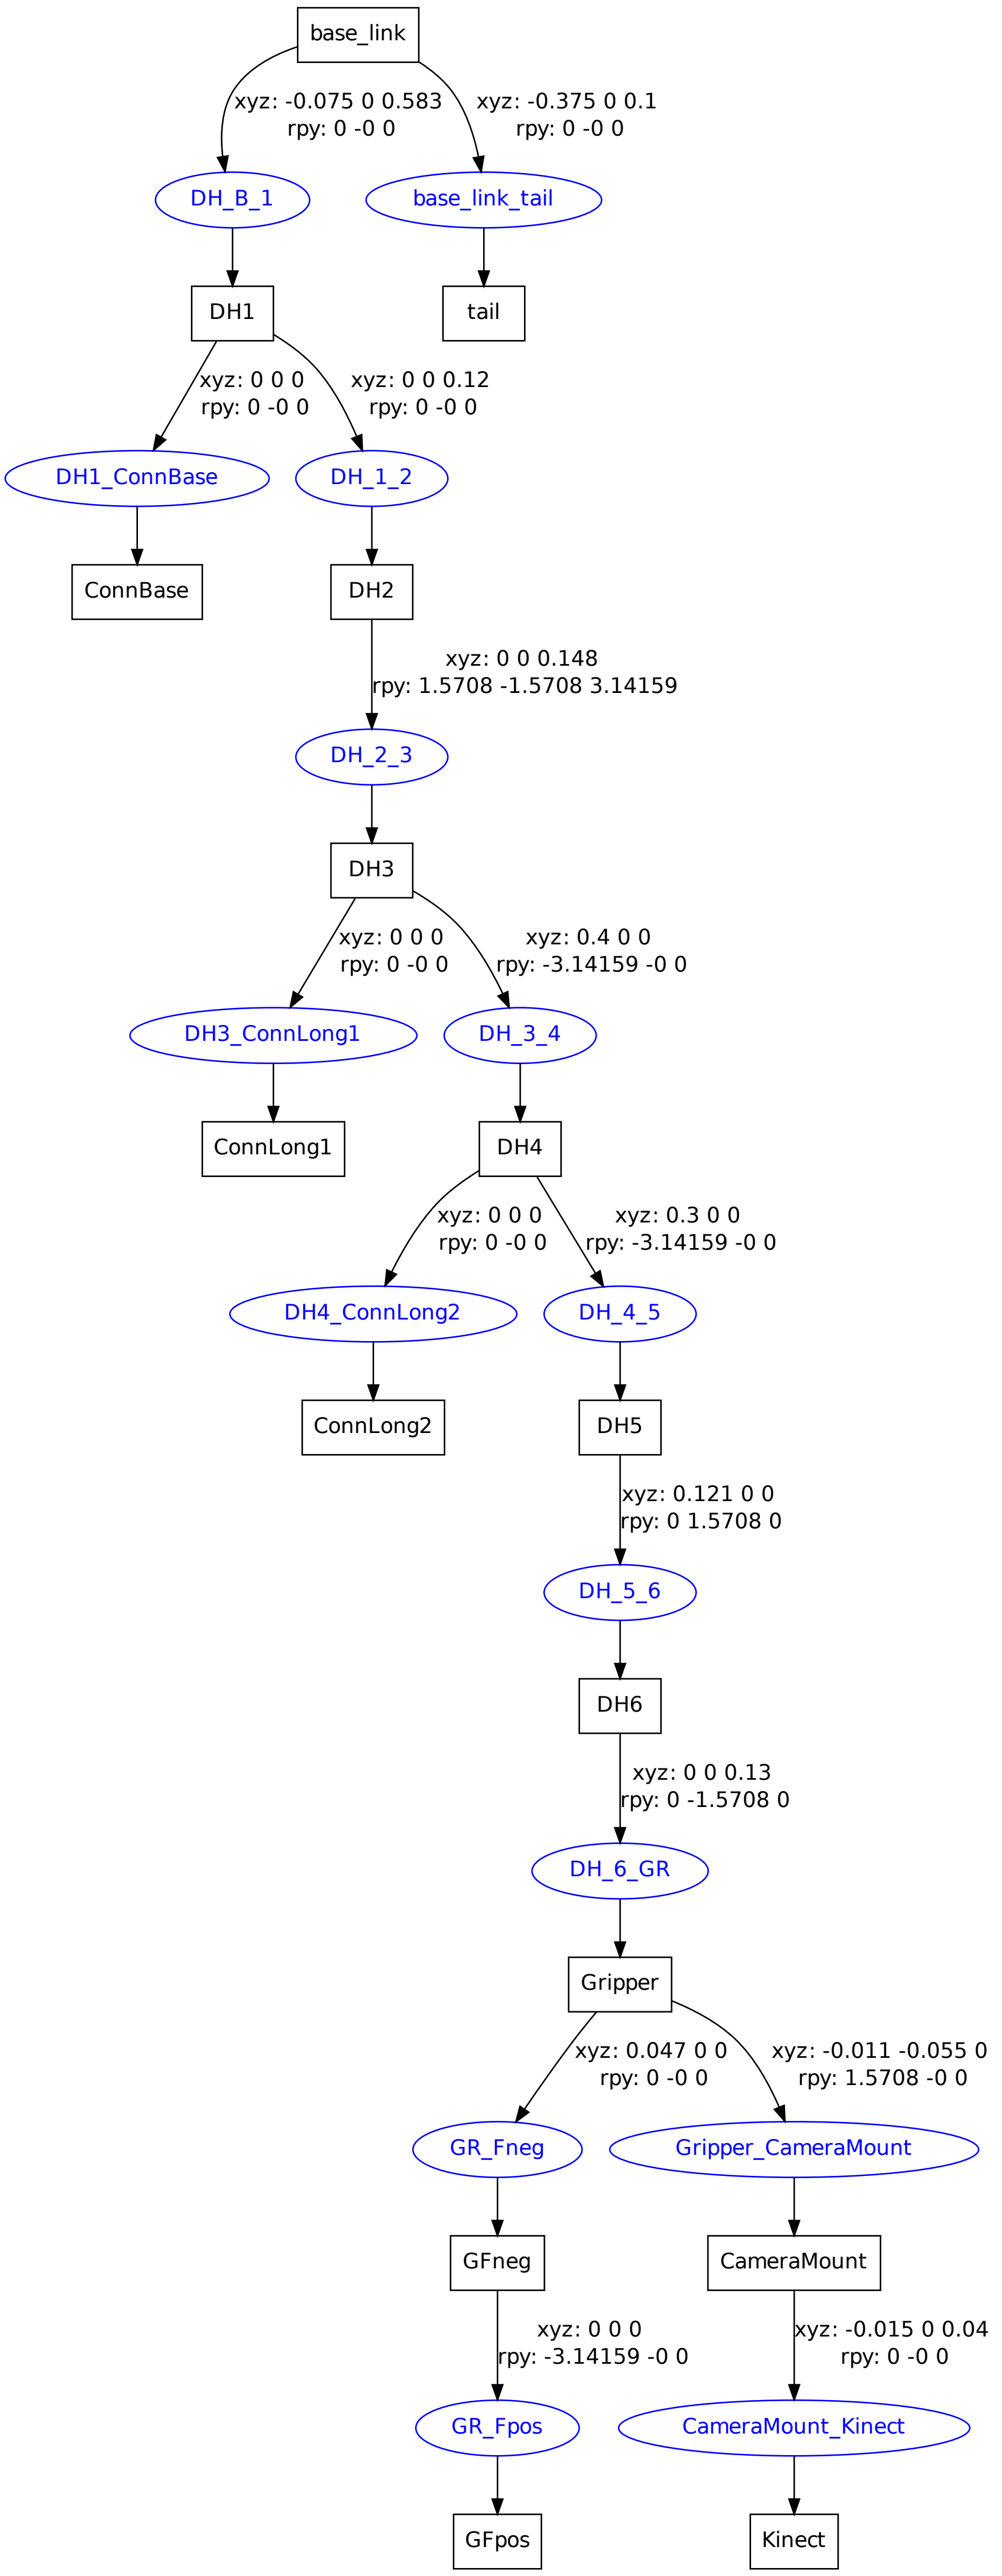 base_link
xyz: -0.075 0 0.583
rpy: 0 -0 0
xyz: -0.375 0 0.1
rpy: 0 -0 0
DH_B_1
base_link_tail
DH1
tail
xyz: 0 0 0
rpy: 0 -0 0
xyz: 0 0 0.12
rpy: 0 -0 0
DH1_ConnBase
DH_1_2
ConnBase
DH2
xyz: 0 0 0.148
rpy: 1.5708 -1.5708 3.14159
DH_2_3
DH3
xyz: 0 0 0
rpy: 0 -0 0
xyz: 0.4 0 0
rpy: -3.14159 -0 0
DH3_ConnLong1
DH_3_4
ConnLong1
DH4
xyz: 0 0 0
rpy: 0 -0 0
xyz: 0.3 0 0
rpy: -3.14159 -0 0
DH4_ConnLong2
DH_4_5
ConnLong2
DH5
xyz: 0.121 0 0
rpy: 0 1.5708 0
DH_5_6
DH6
xyz: 0 0 0.13
rpy: 0 -1.5708 0
DH_6_GR
Gripper
xyz: 0.047 0 0
rpy: 0 -0 0
xyz: -0.011 -0.055 0
rpy: 1.5708 -0 0
GR_Fneg
Gripper_CameraMount
GFneg
CameraMount
xyz: 0 0 0
rpy: -3.14159 -0 0
xyz: -0.015 0 0.04
rpy: 0 -0 0
GR_Fpos
CameraMount_Kinect
GFpos
Kinect